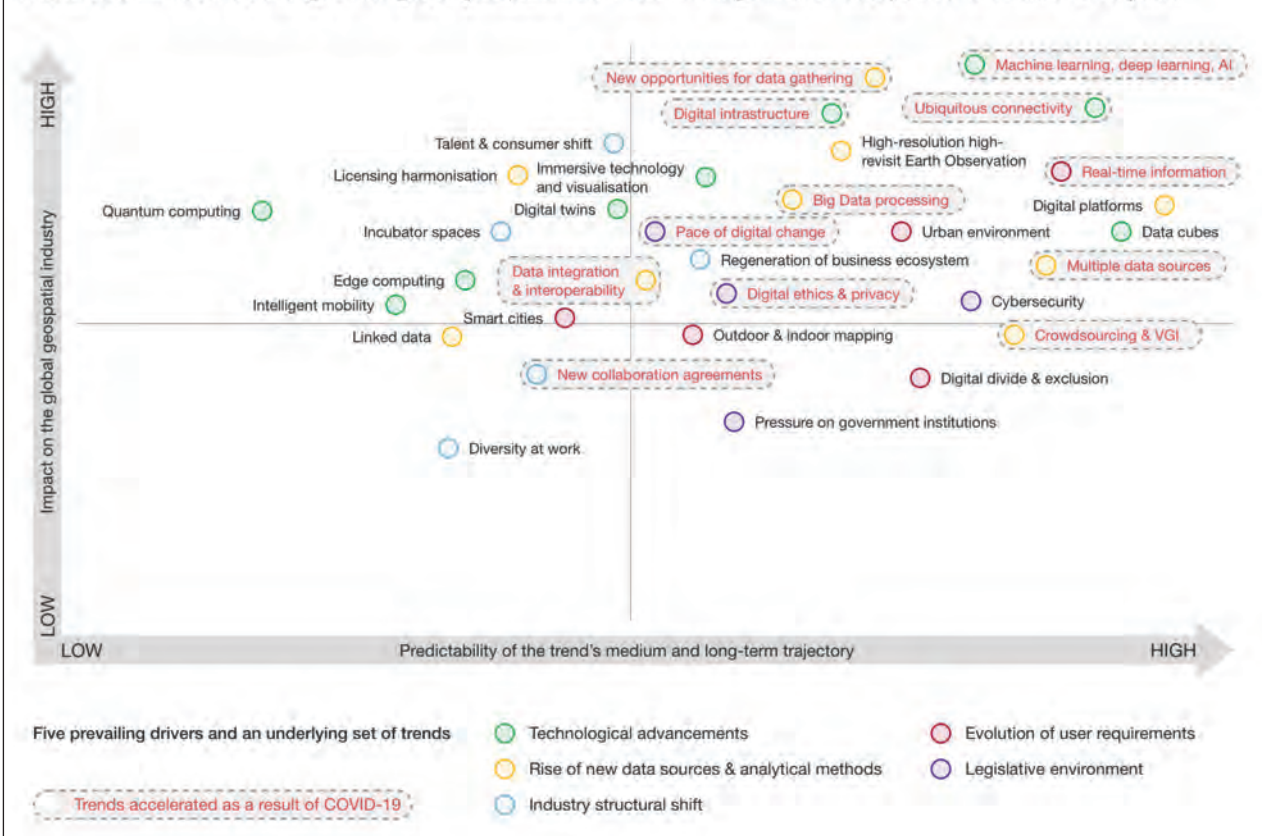 HIGH
Impact on the global geospatial industry
LOW
New opportunities for data gathering
Machine learning, deep learning, AI
Digital intrastructure
Ubiquitous connectivity
Talent & consumer shift
High-resolution high-
revisit Earth Observation
Licensing harmonisation
Immersive technology
and visualisation
Real-time information
Quantum computing
Digital twins
Big Data processing
Digital platforms
Incubator spaces
Pace of digital change
Urban environment
Data cubes
Regeneration of business ecosystem
Data integration
& interoperability
Multiple data sources
Edge computing
Digital ethics & privacy
Cybersecurity
Intelligent mobility
Smart cities
Linked data
Outdoor & indoor mapping
Crowdsourcing & VGI
New collaboration agreements
Digital divide & exclusion
Pressure on government institutions
Diversity at work
LOW
Predictability of the trend's medium and long-term trajectory
HIGH
Five prevailing drivers and an underlying set of trends
Trends accelerated as a result of COVID-19
Technological advancements
Rise of new data sources & analytical methods
Industry structural shift
Evolution of user requirements
Legislative environment